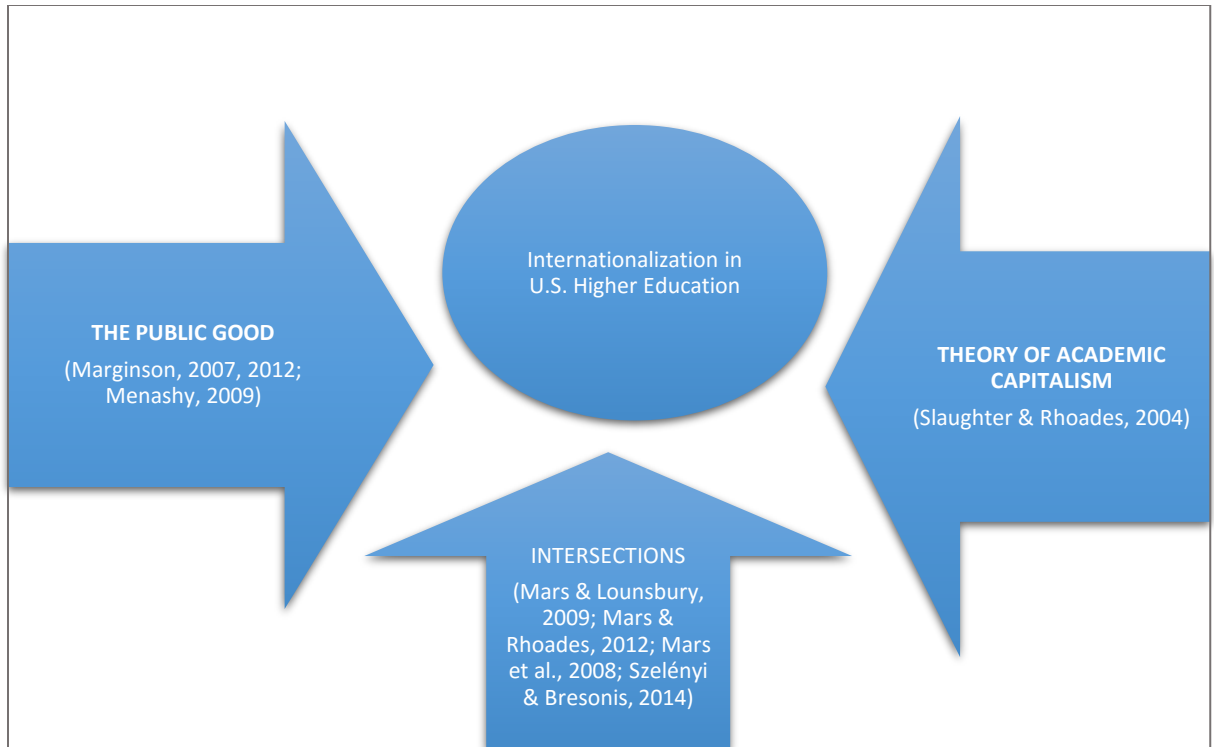 Internationalization in
U.S. Higher Education
THE PUBLIC GOOD
(Marginson, 2007, 2012;
Menashy, 2009)
THEORY OF ACADEMIC
CAPITALISM
(Slaughter & Rhoades, 2004)
INTERSECTIONS
(Mars & Lounsbury,
2009; Mars &
Rhoades, 2012; Mars
et al., 2008; Szelényi
& Bresonis, 2014)